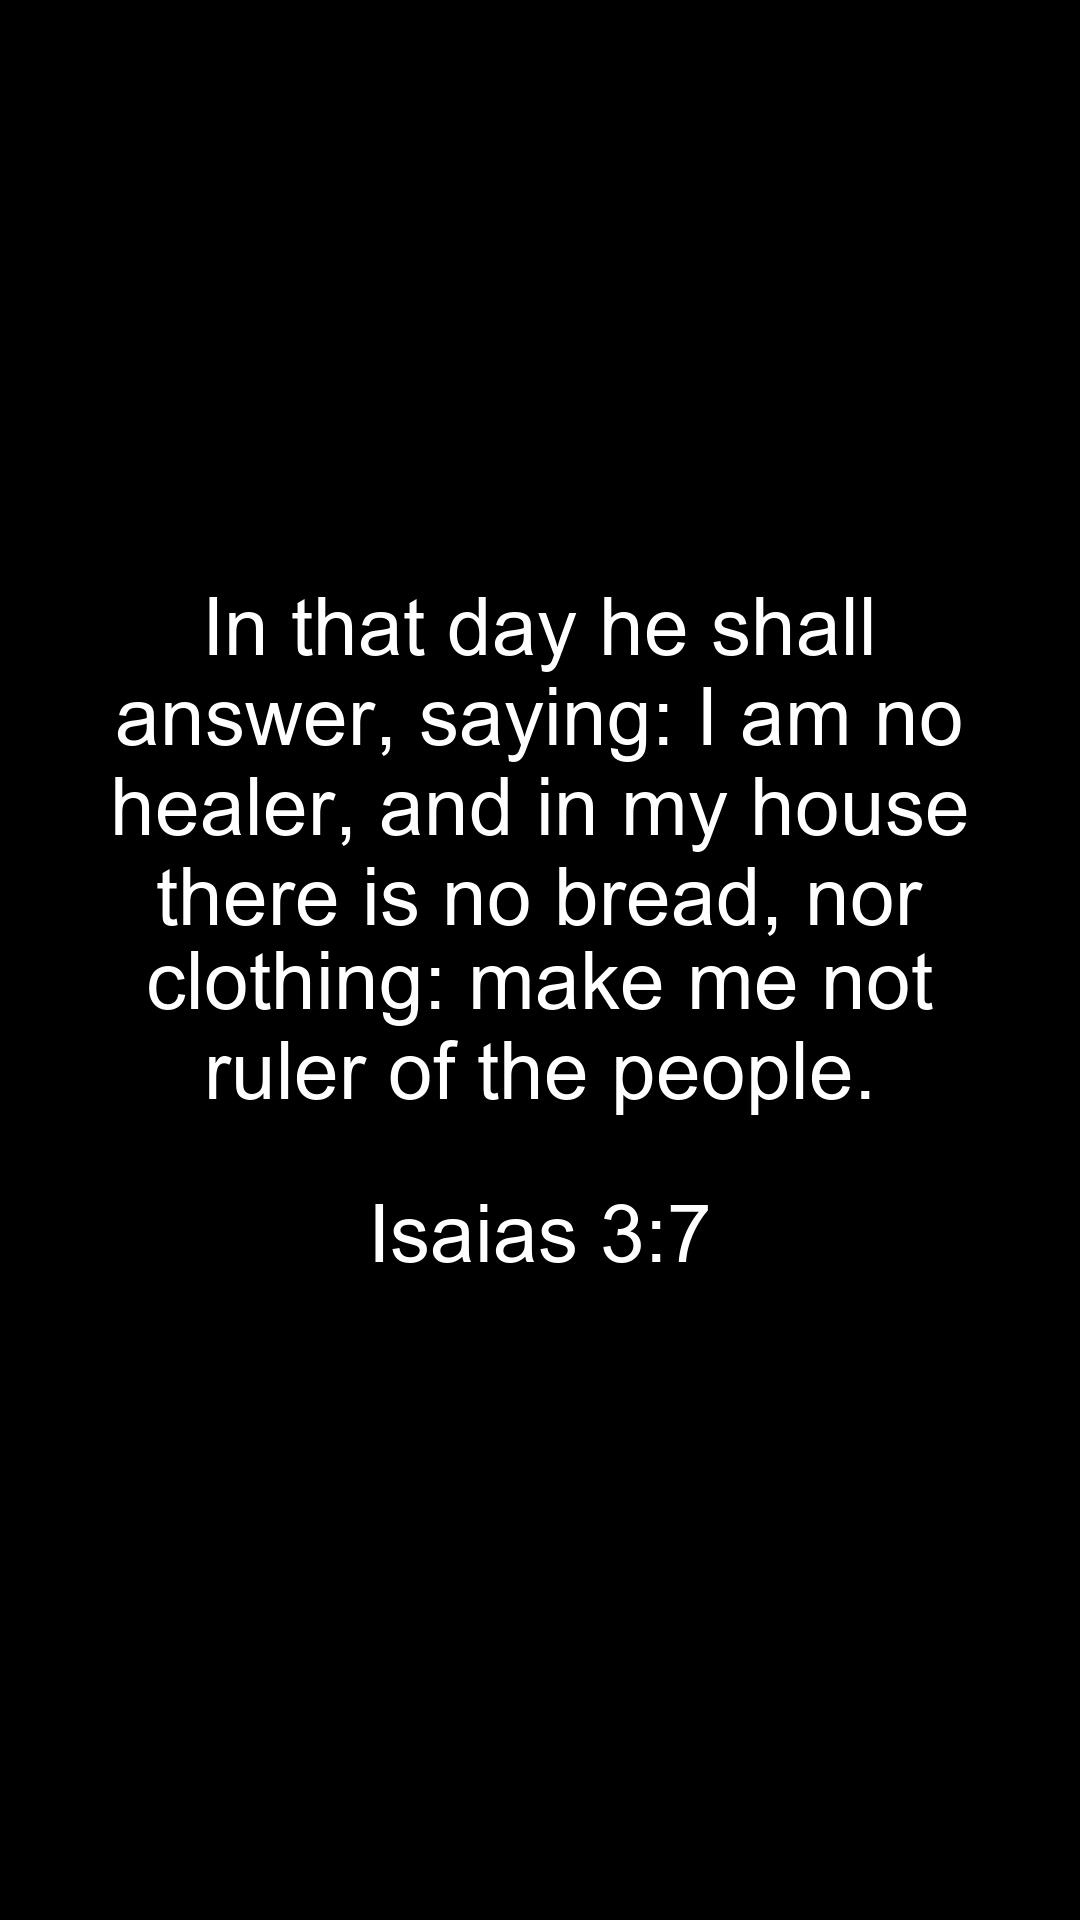 In that day he shall
answer, saying: I am no
healer, and in my house
there is no bread, nor
clothing: make me not
ruler of the people.
Isaias 3:7